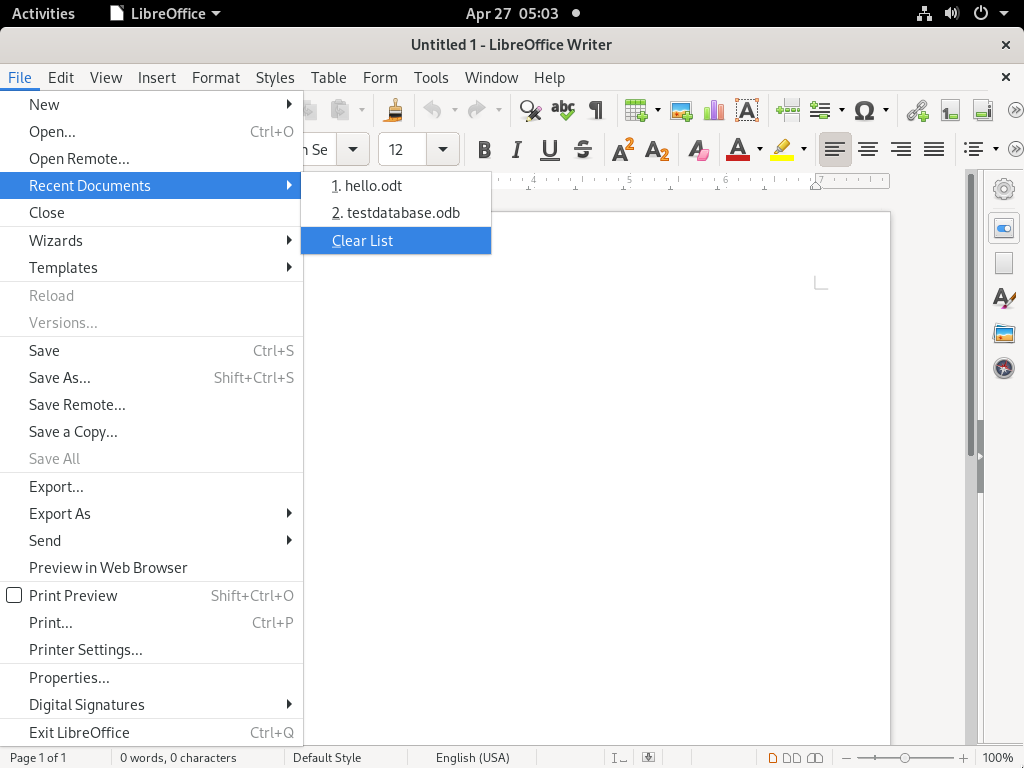 Activities LibreOffice Apr 27 05:03
Untitled 1 - LibreOffice Writer
File Edit View Insert Format Styles Table Form Tools Window Help
New
Open... Ctrl+O
Open Remote...
Recent Documents
Close
Wizards
Templates
Reload
Versions...
Save Ctrl+S
Save As... Shift+Ctrl+S
Save Remote...
Save a Copy...
Save All
Export...
Export As
Send
Preview in Web Browser
Print Preview Shift+Ctrl+O
Print... Ctrl+P
Printer Settings...
Properties...
Digital Signatures
Exit LibreOffice Ctrl+Q
1. hello.odt
2. testdatabase.odb
Clear List
n Se 12
4 5 6 7
Page 1 of 1 0 words, 0 characters Default Style English (USA) 100%